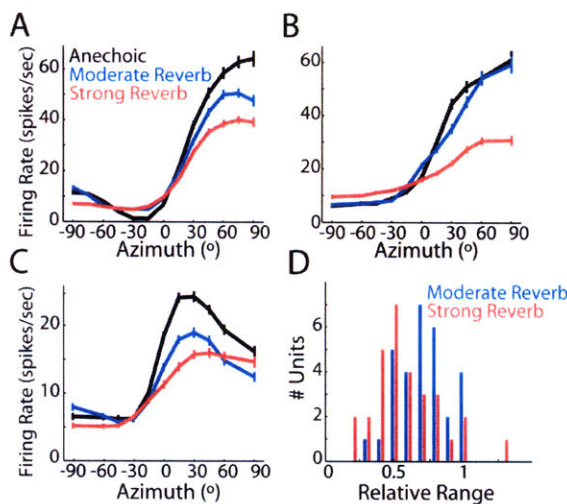 A
Anechoic
Moderate Reverb
Strong Reverb
Firing Rate (spikes/sec)
60
40
20
0
-90 -60 -30 0 30 60 90
Azimuth (º)
B
60
40
20
0
-90 -60 -30 0 30 60 90
Azimuth (º)
C
Firing Rate (spikes/sec)
20
10
0
-90 -60 -30 0 30 60 90
Azimuth (º)
D
Moderate Reverb
Strong Reverb
# Units
6
4
2
0
0 0.5 1
Relative Range